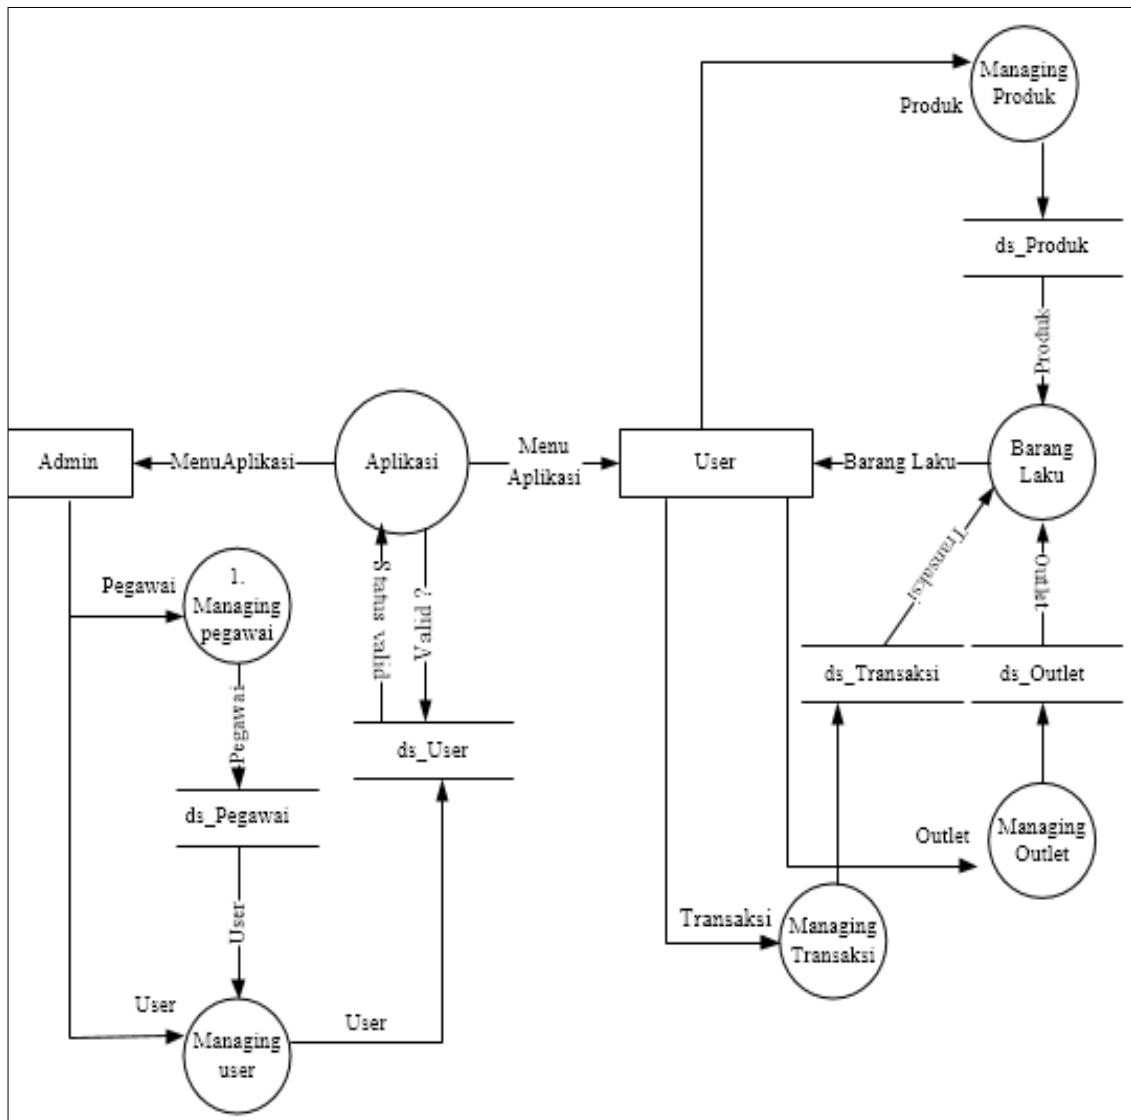 Managing
Produk
Produk
ds_Produk
Produk
Admin
MenuAplikasi
Aplikasi
Menu
Aplikasi
User
Barang Laku
Barang
Laku
Transaksi
Outlet
Pegawai
1.
Managing
pegawai
Status valid
Valid ?
Pegawai
ds_Transaksi
ds_Outlet
ds_User
ds_Pegawai
Managing
Outlet
Outlet
User
Transaksi
Managing
Transaksi
User
User
Managing
user